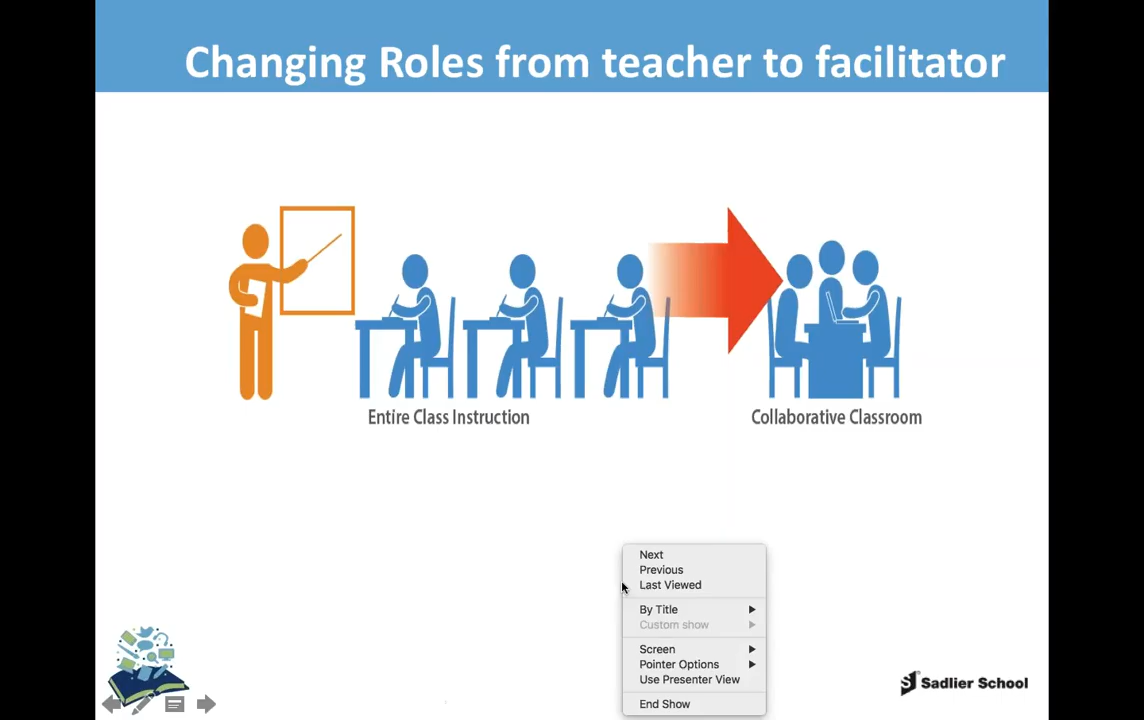 Changing Roles from teacher to facilitator
Entire Class Instruction
Collaborative Classroom
Next
Previous
Last Viewed
By Title
Custom show
Screen
Pointer Options
Use Presenter View
End Show
Sadlier School